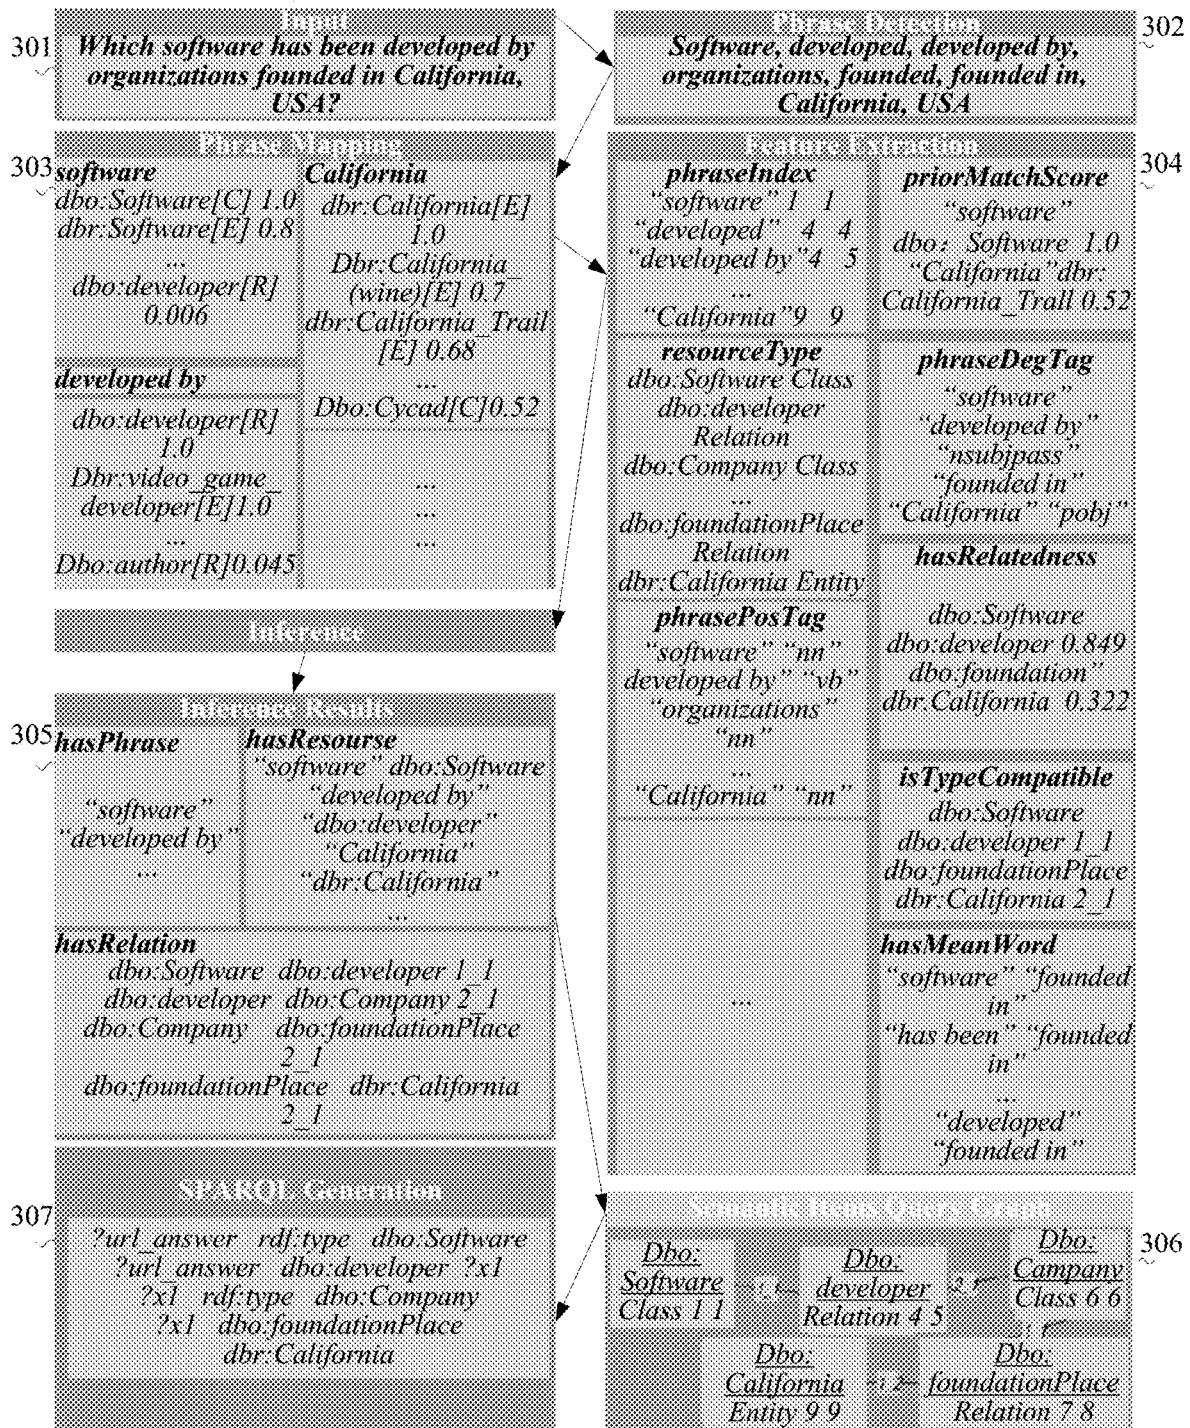 Input
301
Which software has been developed by
organizations founded in California,
USA?
Phrase Detection
302
Software, developed, developed by,
organizations, founded, founded in,
California, USA
Phrase Mapping
303
software
dbo:Software[C] 1.0
dbr:Software[E] 0.8
...
dbo:developer[R]
0.006
California
dbr:California[E]
1.0
Dbr:California_
(wine)[E] 0.7
dbr:California_Trail
[E] 0.68
...
Dbo:Cycad[C]0.52
...
...
...
developed by
dbo:developer[R]
1.0
Dbr:video_game_
developer[E]1.0
...
Dbo:author[R]0.045
Feature Extraction
304
phraseIndex
“software” 1 1
“developed” 4 4
“developed by”4 5
...
“California”9 9
resourceType
dbo:Software Class
dbo:developer
Relation
dbo:Company Class
...
dbo:foundationPlace
Relation
dbr:California Entity
phrasePosTag
“software” “nn”
developed by” “vb”
“organizations”
“nn”
...
“California” “nn”
...
priorMatchScore
“software”
dbo: Software 1.0
“California”dbr:
California_Trall 0.52
phraseDegTag
“software”
“developed by”
“nsubjpass”
“founded in”
“California” “pobj”
hasRelatedness
dbo:Software
dbo:developer 0.849
dbo:foundation”
dbr.California 0.322
isTypeCompatible
dbo:Software
dbo:developer 1_1
dbo:foundationPlace
dbr:California 2_1
hasMeanWord
“software” “founded
in”
“has been” “founded
in”
...
“developed”
“founded in”
Inference
Inference Results
305
hasPhrase
“software”
“developed by”
...
hasResourse
“software” dbo:Software
“developed by”
“dbo:developer”
“California”
“dbr:California”
...
hasRelation
dbo:Software dbo:developer 1_1
dbo:developer dbo:Company 2_1
dbo:Company dbo:foundationPlace
2_1
dbo:foundationPlace dbr:California
2_1
SPARQL Generation
307
?url_answer rdf:type dbo:Software
?url_answer dbo:developer ?x1
?x1 rdf:type dbo:Company
?x1 dbo:foundationPlace
dbr:California
Semantic Items Query Graph
306
Dbo:
Software
Class 1 1
Dbo:
developer
Relation 4 5
Dbo:
Campany
Class 6 6
Dbo:
California
Entity 9 9
Dbo:
foundationPlace
Relation 7 8